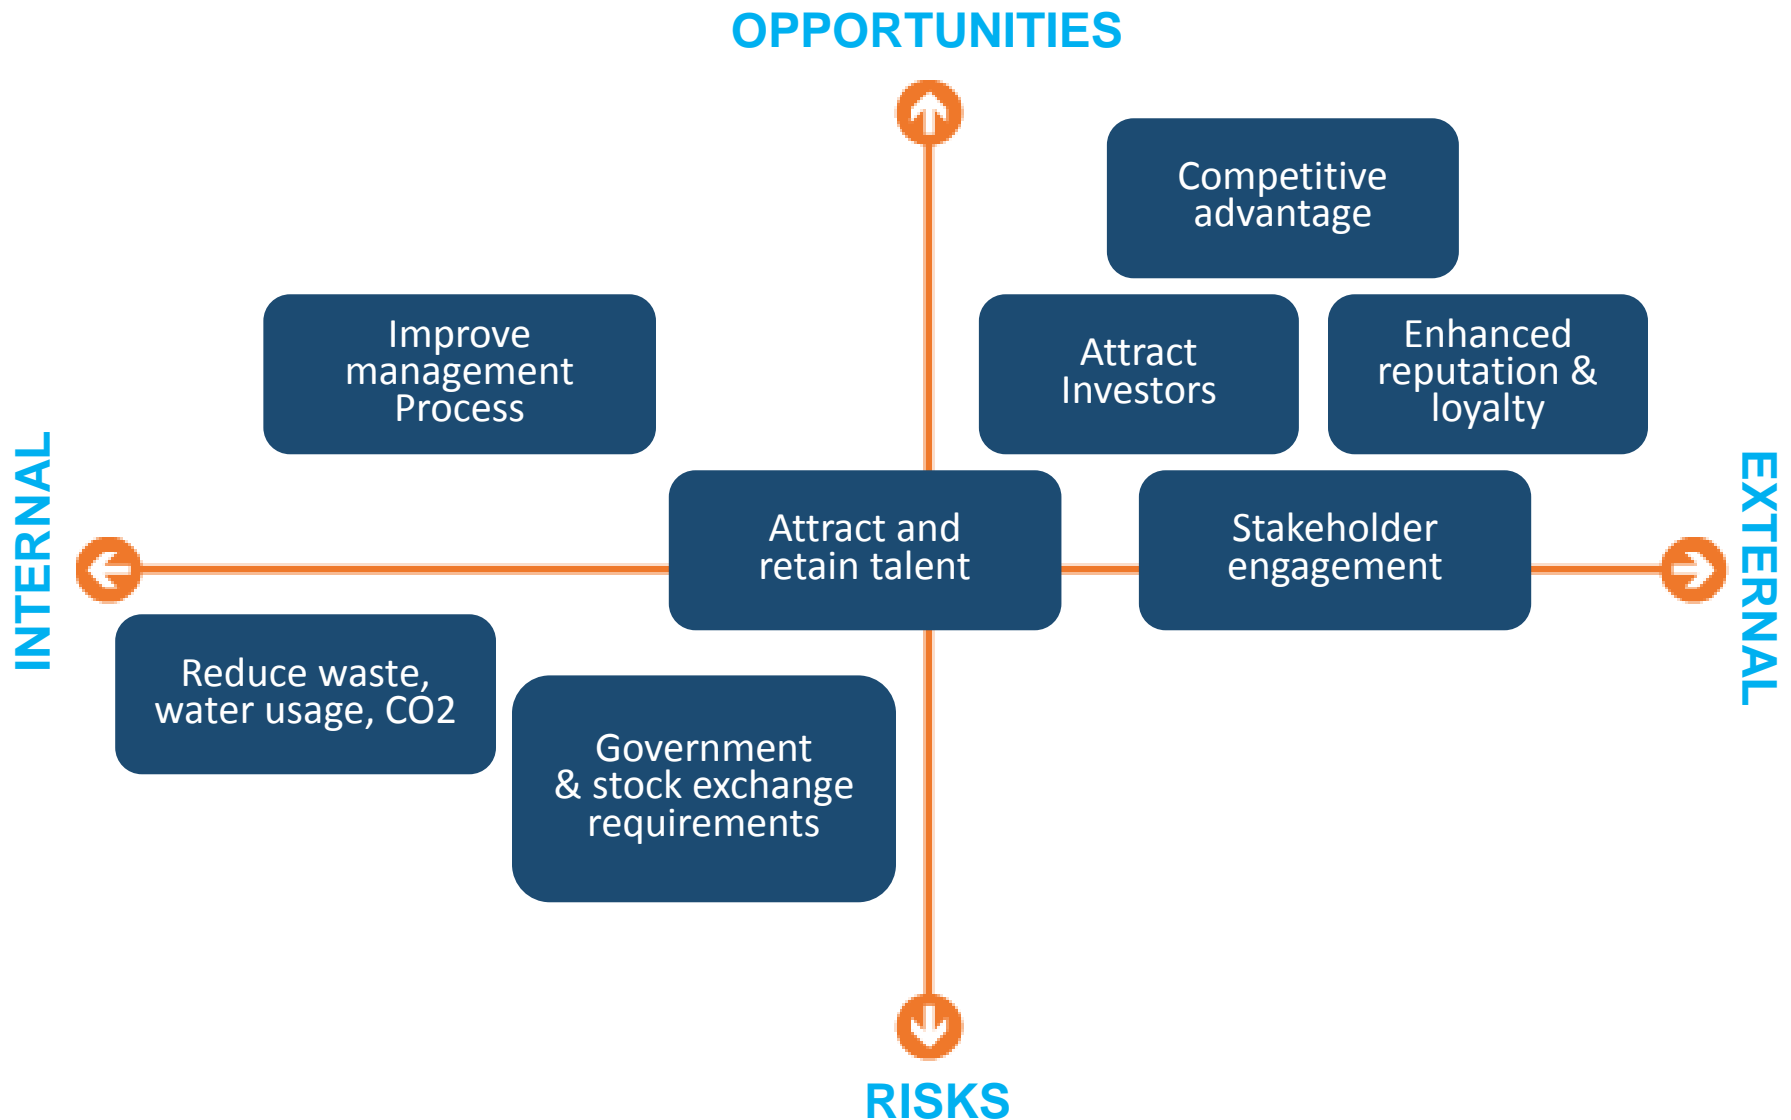 OPPORTUNITIES
Competitive
advantage
Improve
management
Process
Attract
Investors
Enhanced
reputation &
loyalty
INTERNAL
Attract and
retain talent
Stakeholder
engagement
EXTERNAL
Reduce waste,
water usage, CO2
Government
& stock exchange
requirements
RISKS